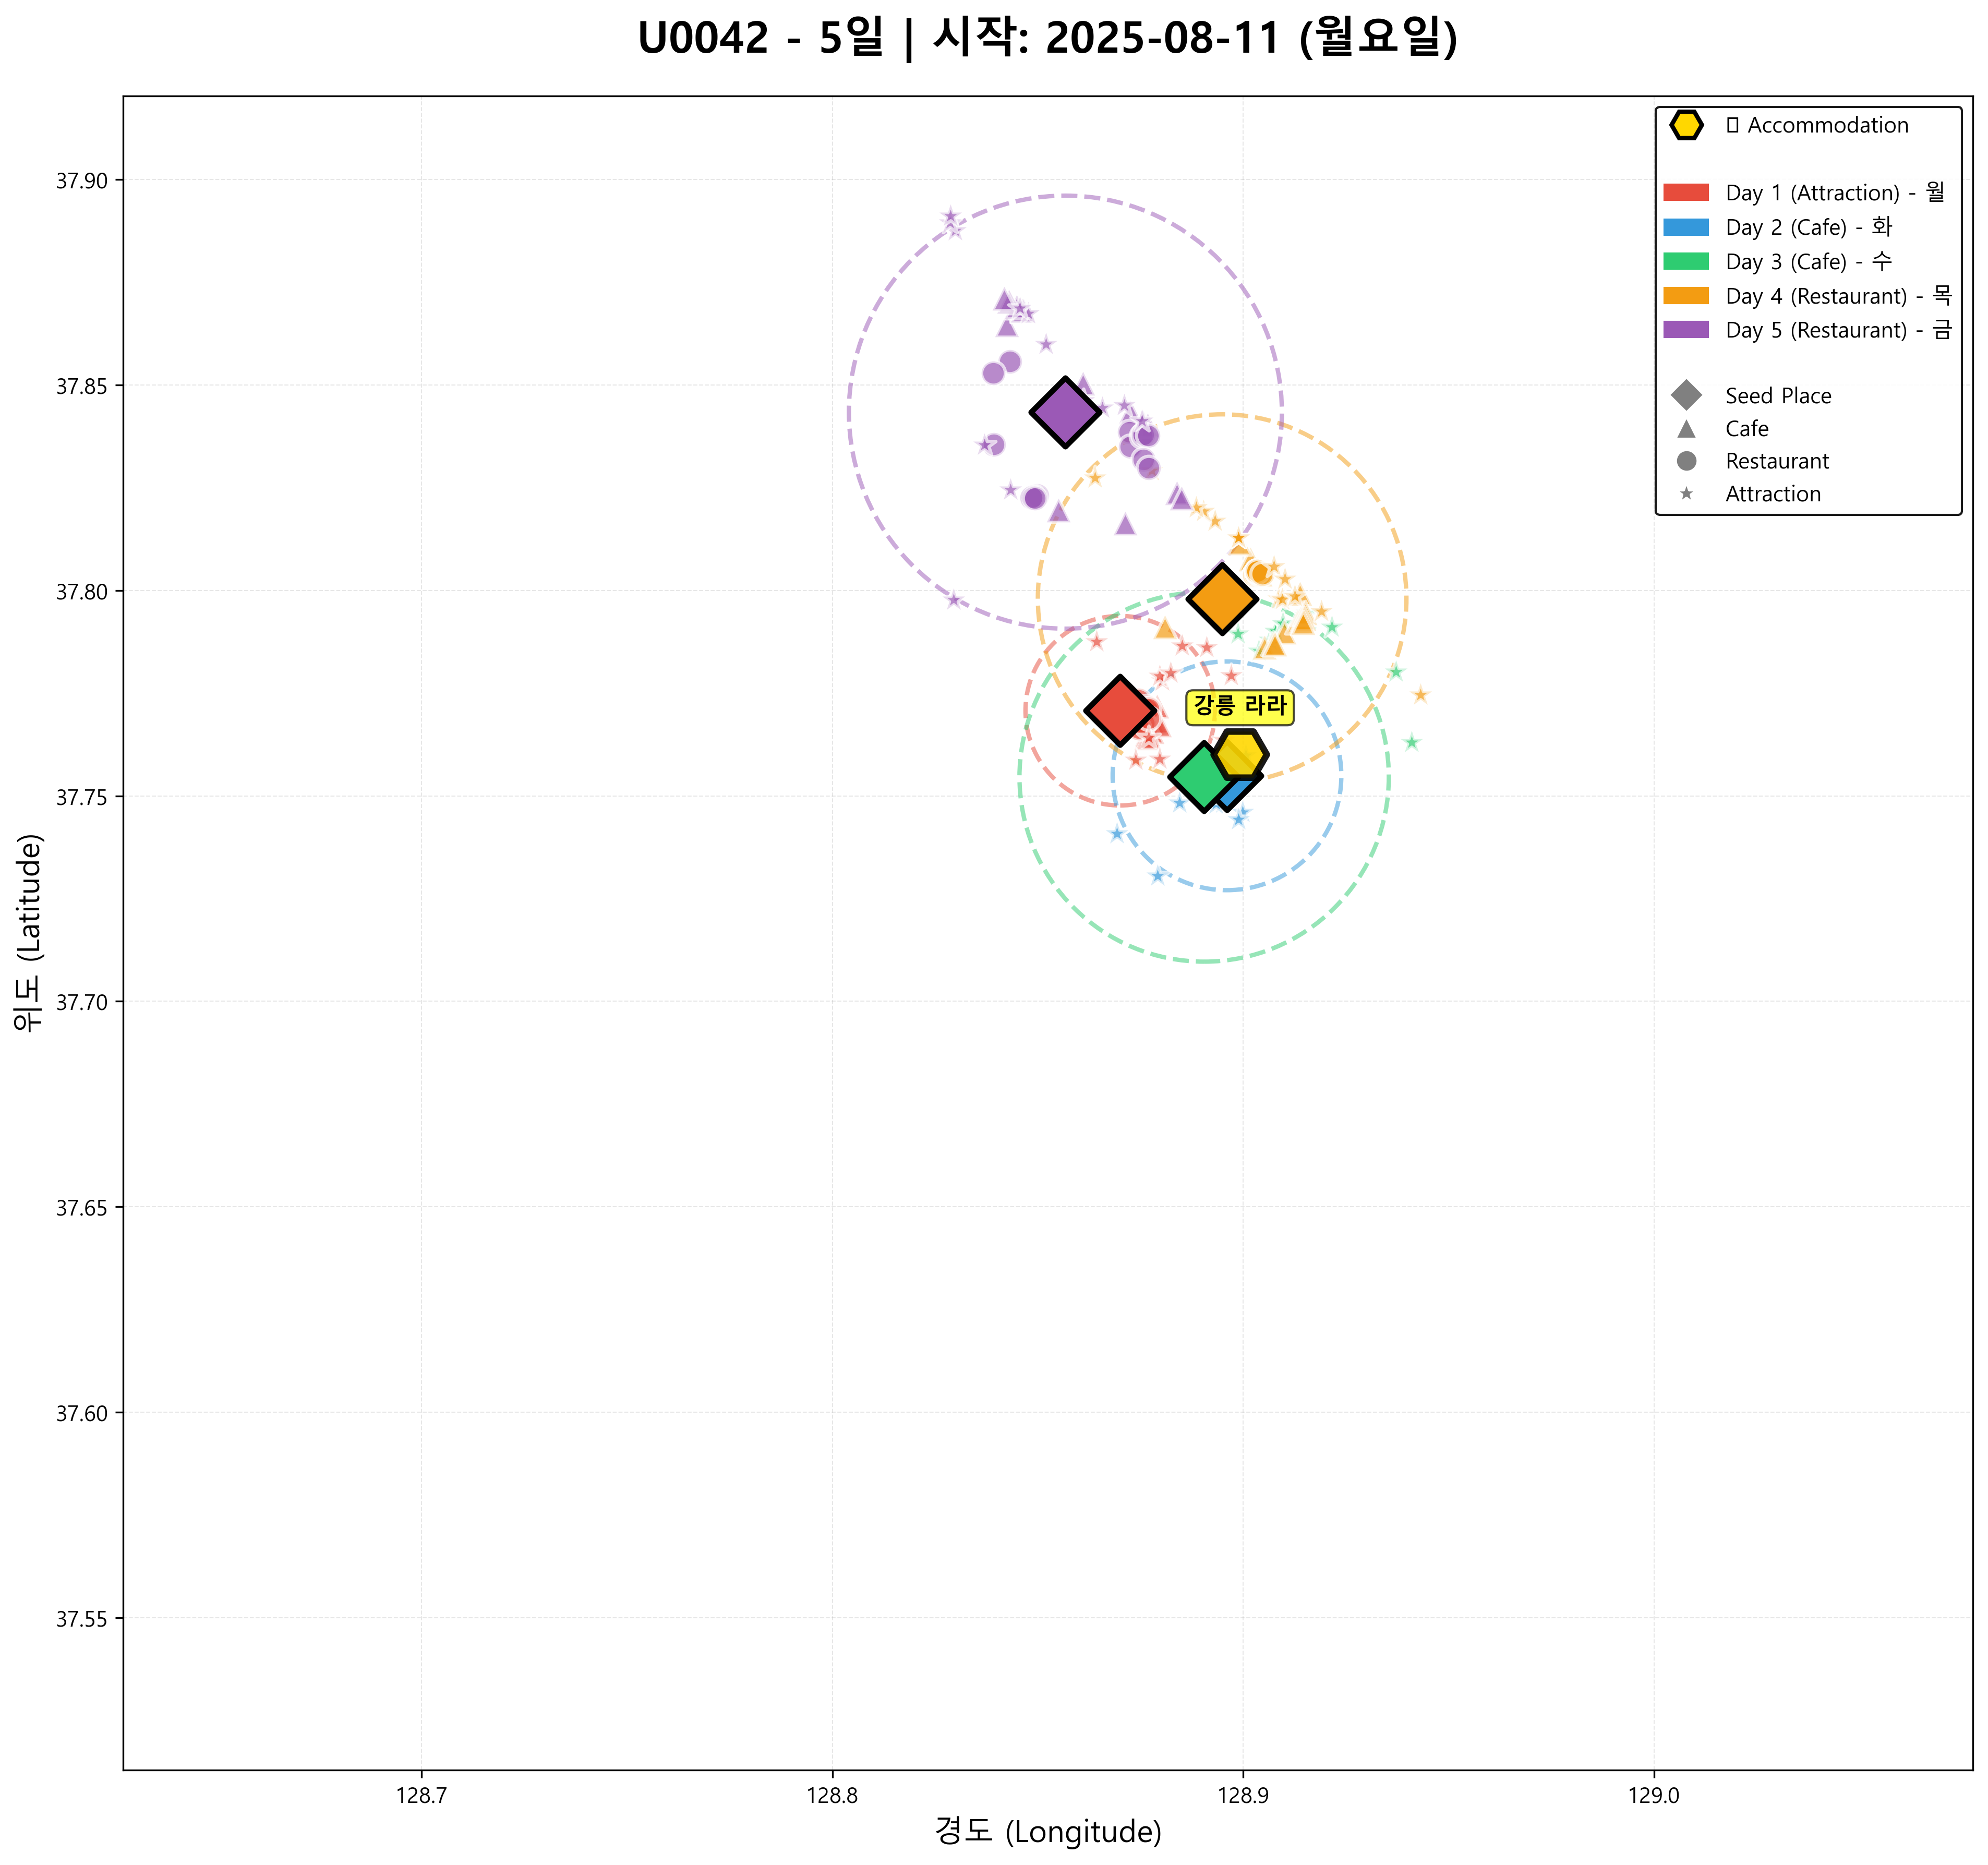 U0042 - 5일 | 시작: 2025-08-11 (월요일)
Accommodation
Day 1 (Attraction) - 월
Day 2 (Cafe) - 화
Day 3 (Cafe) - 수
Day 4 (Restaurant) - 목
Day 5 (Restaurant) - 금
Seed Place
Cafe
Restaurant
Attraction
강릉 라라
위도 (Latitude)
37.90
37.85
37.80
37.75
37.70
37.65
37.60
37.55
128.7
128.8
128.9
129.0
경도 (Longitude)